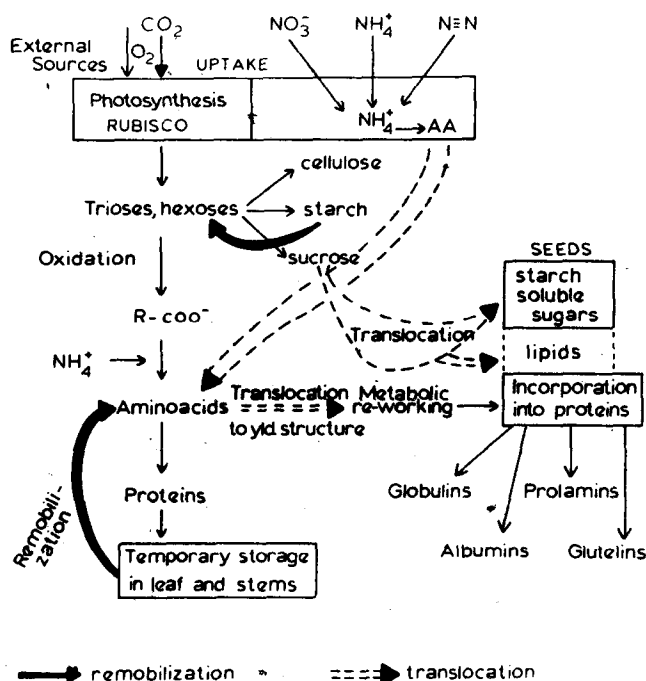 External
Sources
CO2
O2
UPTAKE
NO3-
NH4+
N≡N
Photosynthesis
RUBISCO
NH4+
AA
cellulose
Trioses, hexoses
starch
sucrose
Oxidation
SEEDS
starch
soluble
sugars
R-coo-
Translocation
lipids
NH4+
Aminoacids
Translocation
to yld structure
Metabolic
re-working
Incorporation
into proteins
Remobili-
zation
Proteins
Globulins
Prolamins
Albumins
Glutelins
Temporary storage
in leaf and stems
remobilization
translocation